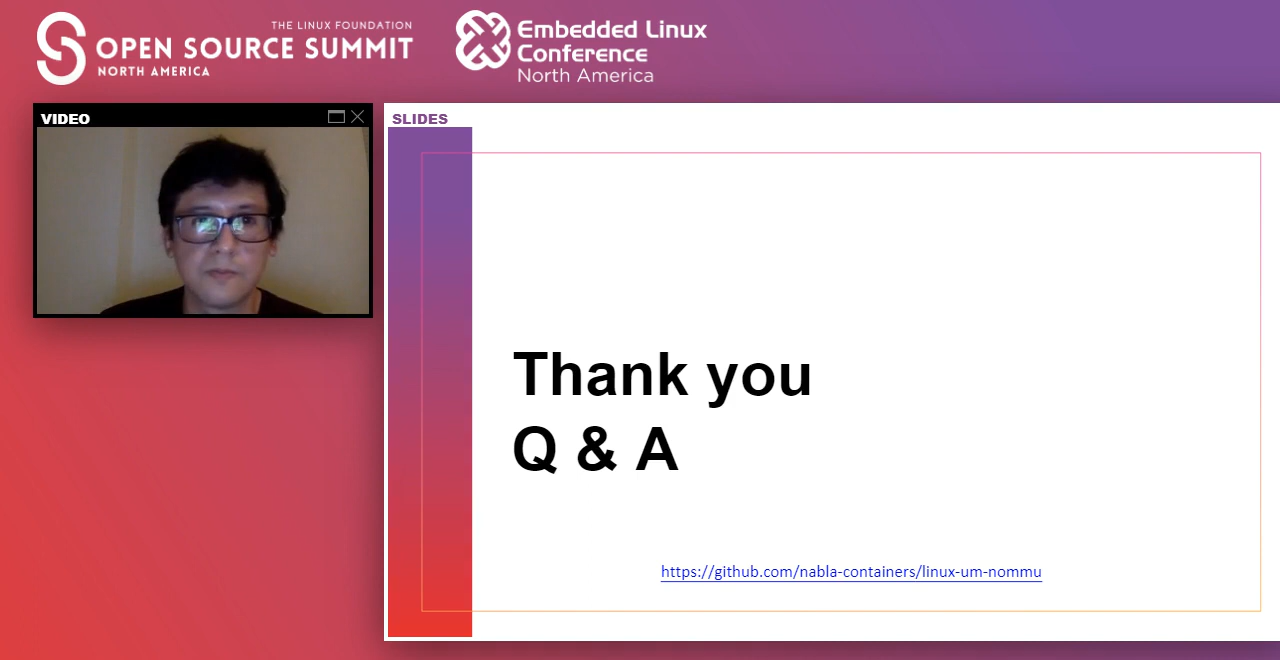 THE LINUX FOUNDATION
OPEN SOURCE SUMMIT
NORTH AMERICA
Embedded Linux
Conference
North America
VIDEO
SLIDES
Thank you
Q & A
https://github.com/nabla-containers/linux-um-nommu